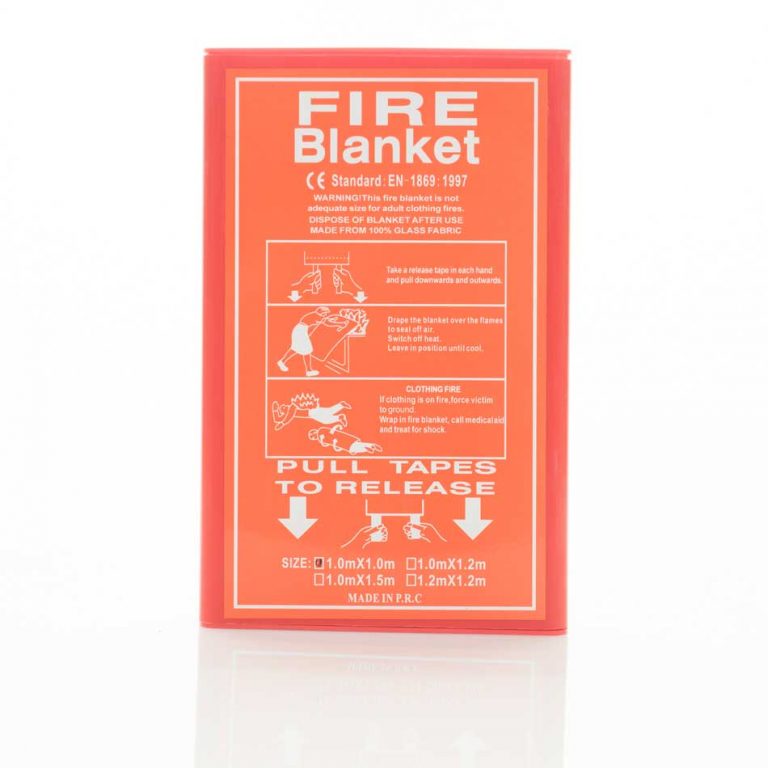 FIRE
Blanket
CE Standard: EN-1869:1997
WARNING!This fire blanket is not
adequate size for adult clothing fires.
DISPOSE OF BLANKET AFTER USE
MADE FROM 100% GLASS FABRIC
Take a release tape in each hand
and pull downwards and outwards.
Drape the blanket over the flames
to seal off air.
Switch off heat.
Leave in position until cool.
CLOTHING FIRE
If clothing is on fire,force victim
to ground.
Wrap in fire blanket, call medical aid
and treat for shock.
PULL TAPES
TO RELEASE
SIZE: 1.0mX1.0m 1.0mX1.2m
1.0mX1.5m 1.2mX1.2m
MADE IN P.R.C